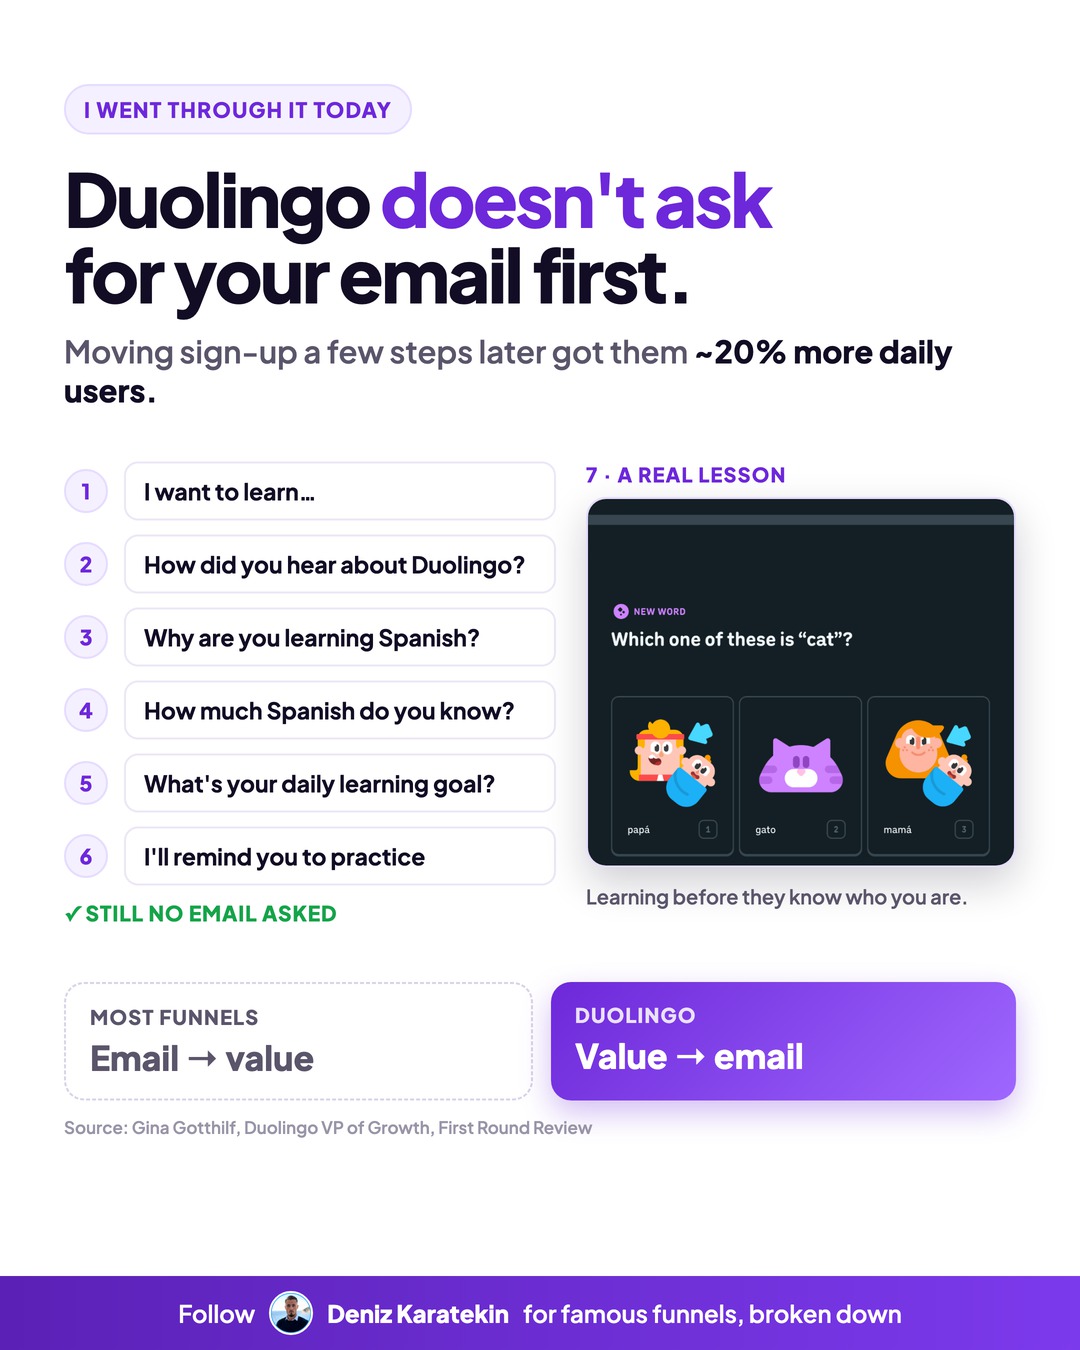 I WENT THROUGH IT TODAY
Duolingo doesn't ask
for your email first.
Moving sign-up a few steps later got them ~20% more daily
users.
1 I want to learn...
2 How did you hear about Duolingo?
3 Why are you learning Spanish?
4 How much Spanish do you know?
5 What's your daily learning goal?
6 I'll remind you to practice
✓ STILL NO EMAIL ASKED
7 · A REAL LESSON
NEW WORD
Which one of these is “cat”?
papá 1 gato 2 mamá 3
Learning before they know who you are.
MOST FUNNELS
Email → value
DUOLINGO
Value → email
Source: Gina Gotthilf, Duolingo VP of Growth, First Round Review
Follow Deniz Karatekin for famous funnels, broken down